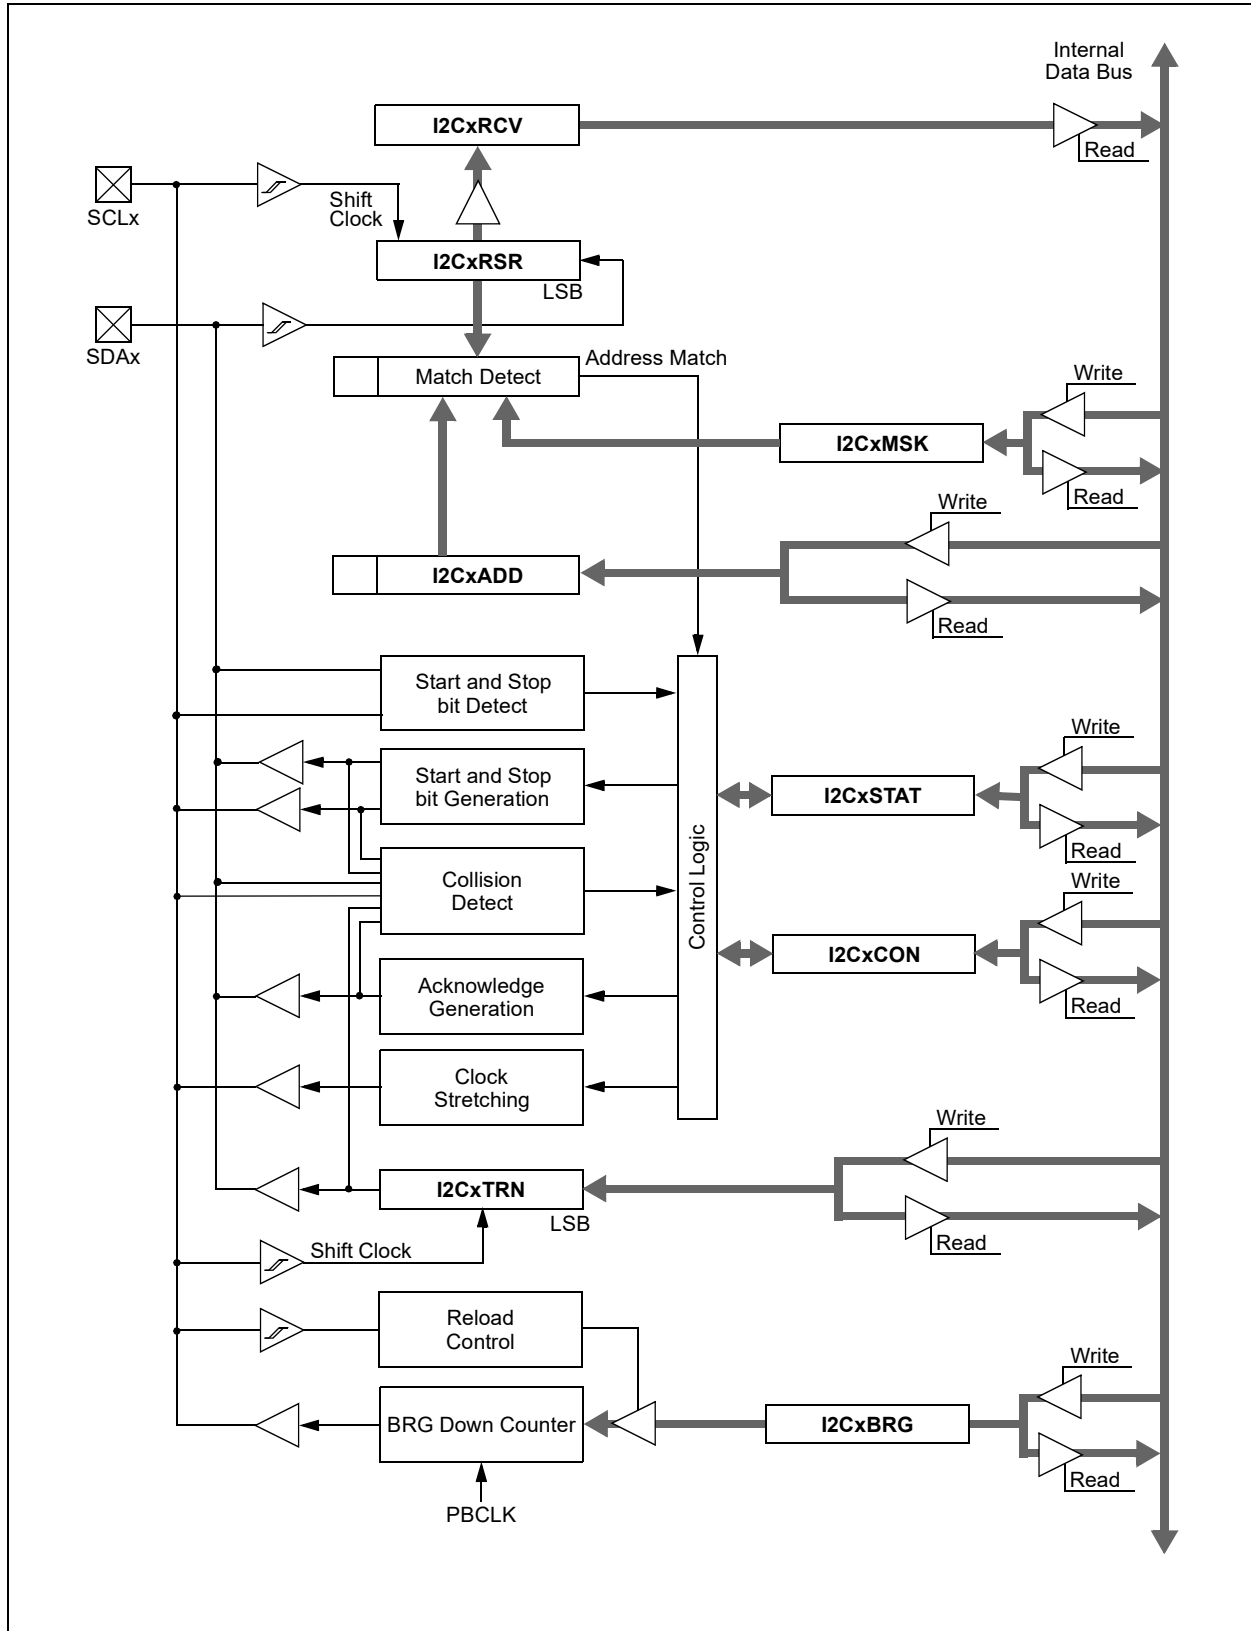 Internal
Data Bus
I2CxRCV
Read
SCLx
Shift
Clock
I2CxRSR
LSB
SDAx
Address Match
Match Detect
Write
I2CxMSK
Read
Write
I2CxADD
Read
Start and Stop
bit Detect
Write
Start and Stop
bit Generation
I2CxSTAT
Read
Control Logic
Collision
Detect
Write
I2CxCON
Read
Acknowledge
Generation
Clock
Stretching
Write
I2CxTRN
LSB
Read
Shift Clock
Reload
Control
Write
BRG Down Counter
I2CxBRG
Read
PBCLK